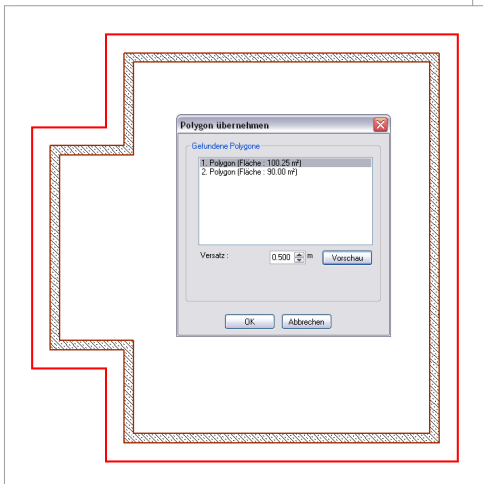 Polygon übernehmen
Gefundene Polygone
1. Polygon (Fläche : 100.25 m²)
2. Polygon (Fläche : 90.00 m²)
Versatz : 0.500 m Vorschau
OK Abbrechen